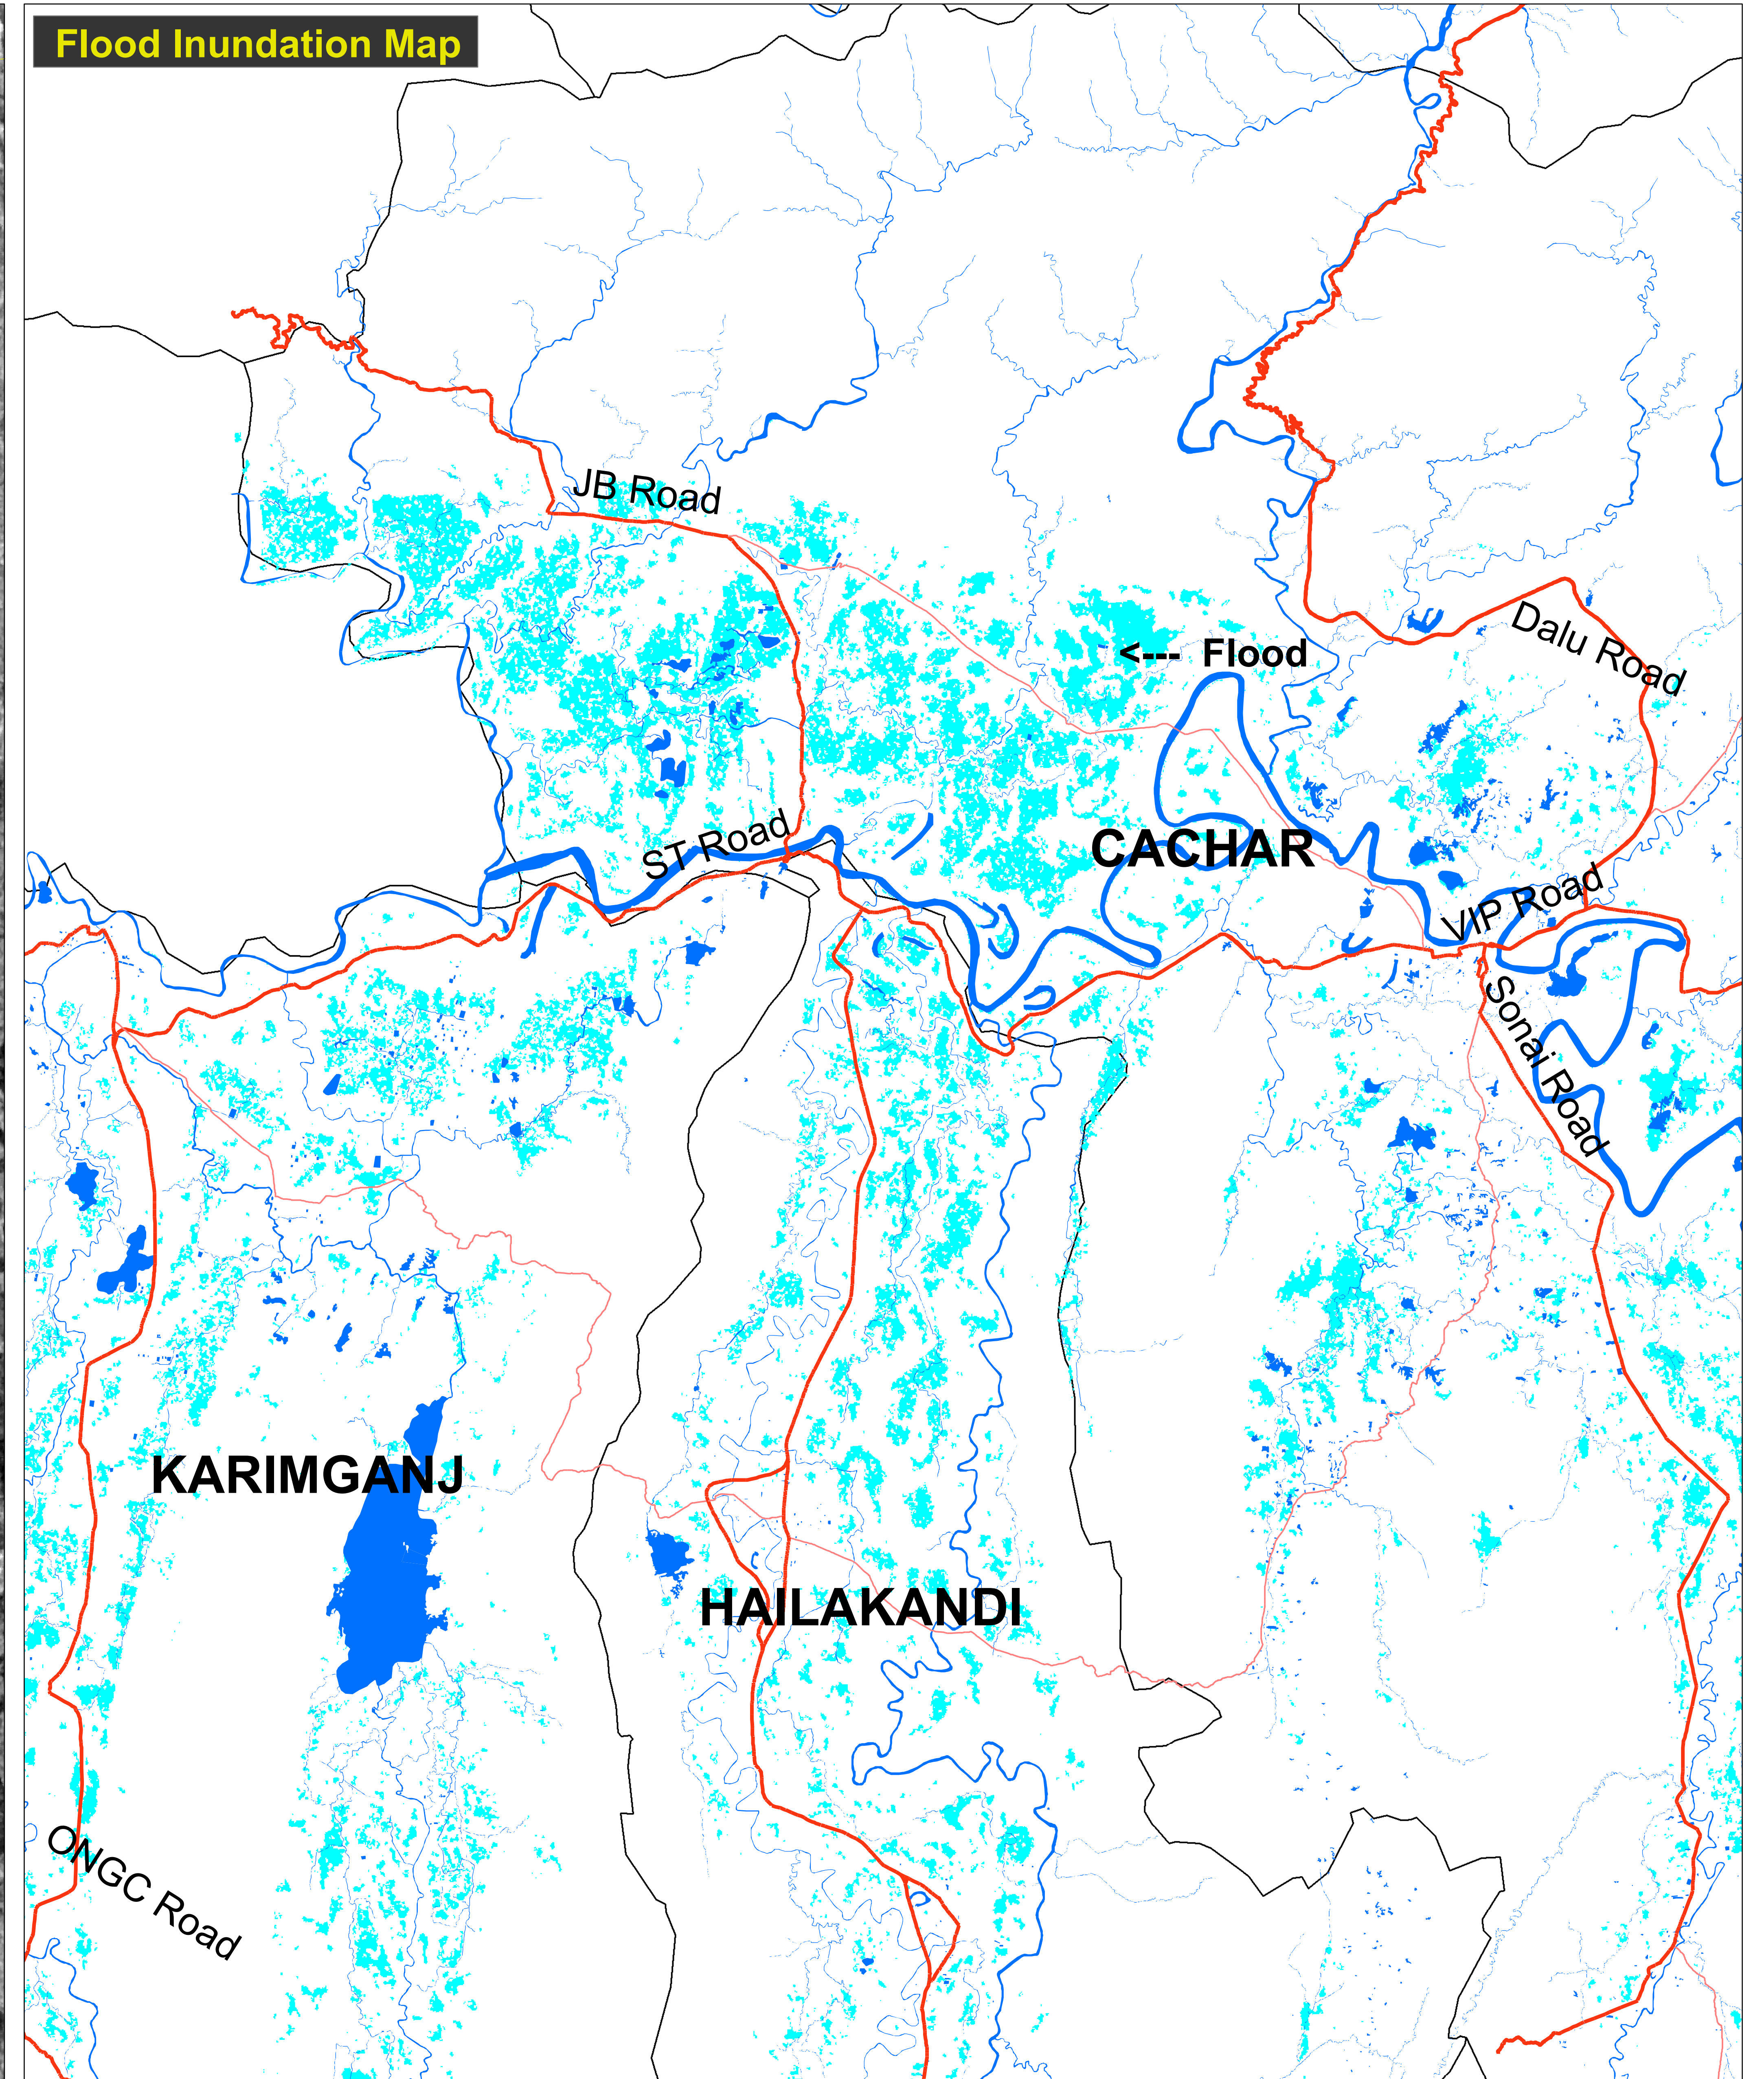 Flood Inundation Map
JB Road
Dalu Road
<--- Flood
ST Road
CACHAR
VIP Road
Sonai Road
KARIMGANJ
HAILAKANDI
ONGC Road